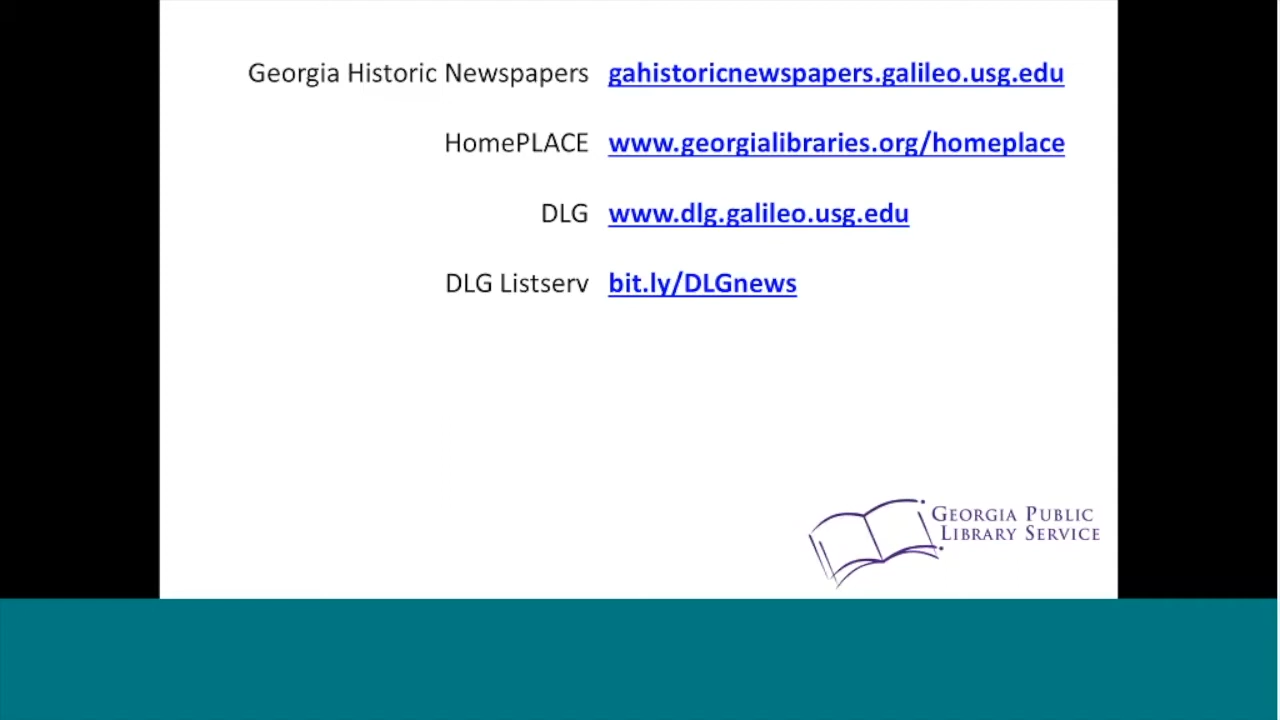 Georgia Historic Newspapers gahistoricnewspapers.galileo.usg.edu
HomePLACE www.georgialibraries.org/homeplace
DLG www.dlg.galileo.usg.edu
DLG Listserv bit.ly/DLGnews
GEORGIA PUBLIC
LIBRARY SERVICE